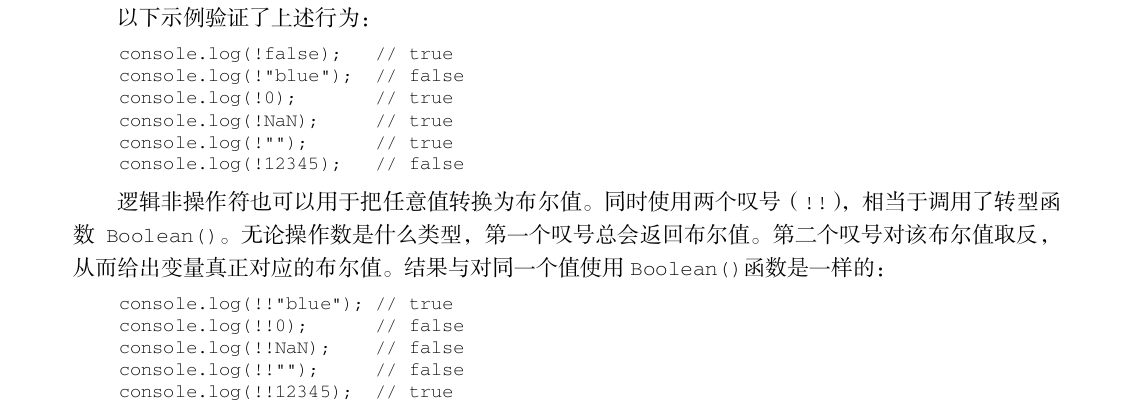 以下示例验证了上述行为：
console.log(!false);   // true
console.log(!"blue");  // false
console.log(!0);       // true
console.log(!NaN);     // true
console.log(!"");      // true
console.log(!12345);   // false
逻辑非操作符也可以用于把任意值转换为布尔值。同时使用两个叹号（!!），相当于调用了转型函
数 Boolean()。无论操作数是什么类型，第一个叹号总会返回布尔值。第二个叹号对该布尔值取反，
从而给出变量真正对应的布尔值。结果与对同一个值使用 Boolean()函数是一样的：
console.log(!!"blue"); // true
console.log(!!0);      // false
console.log(!!NaN);    // false
console.log(!!"");     // false
console.log(!!12345);  // true